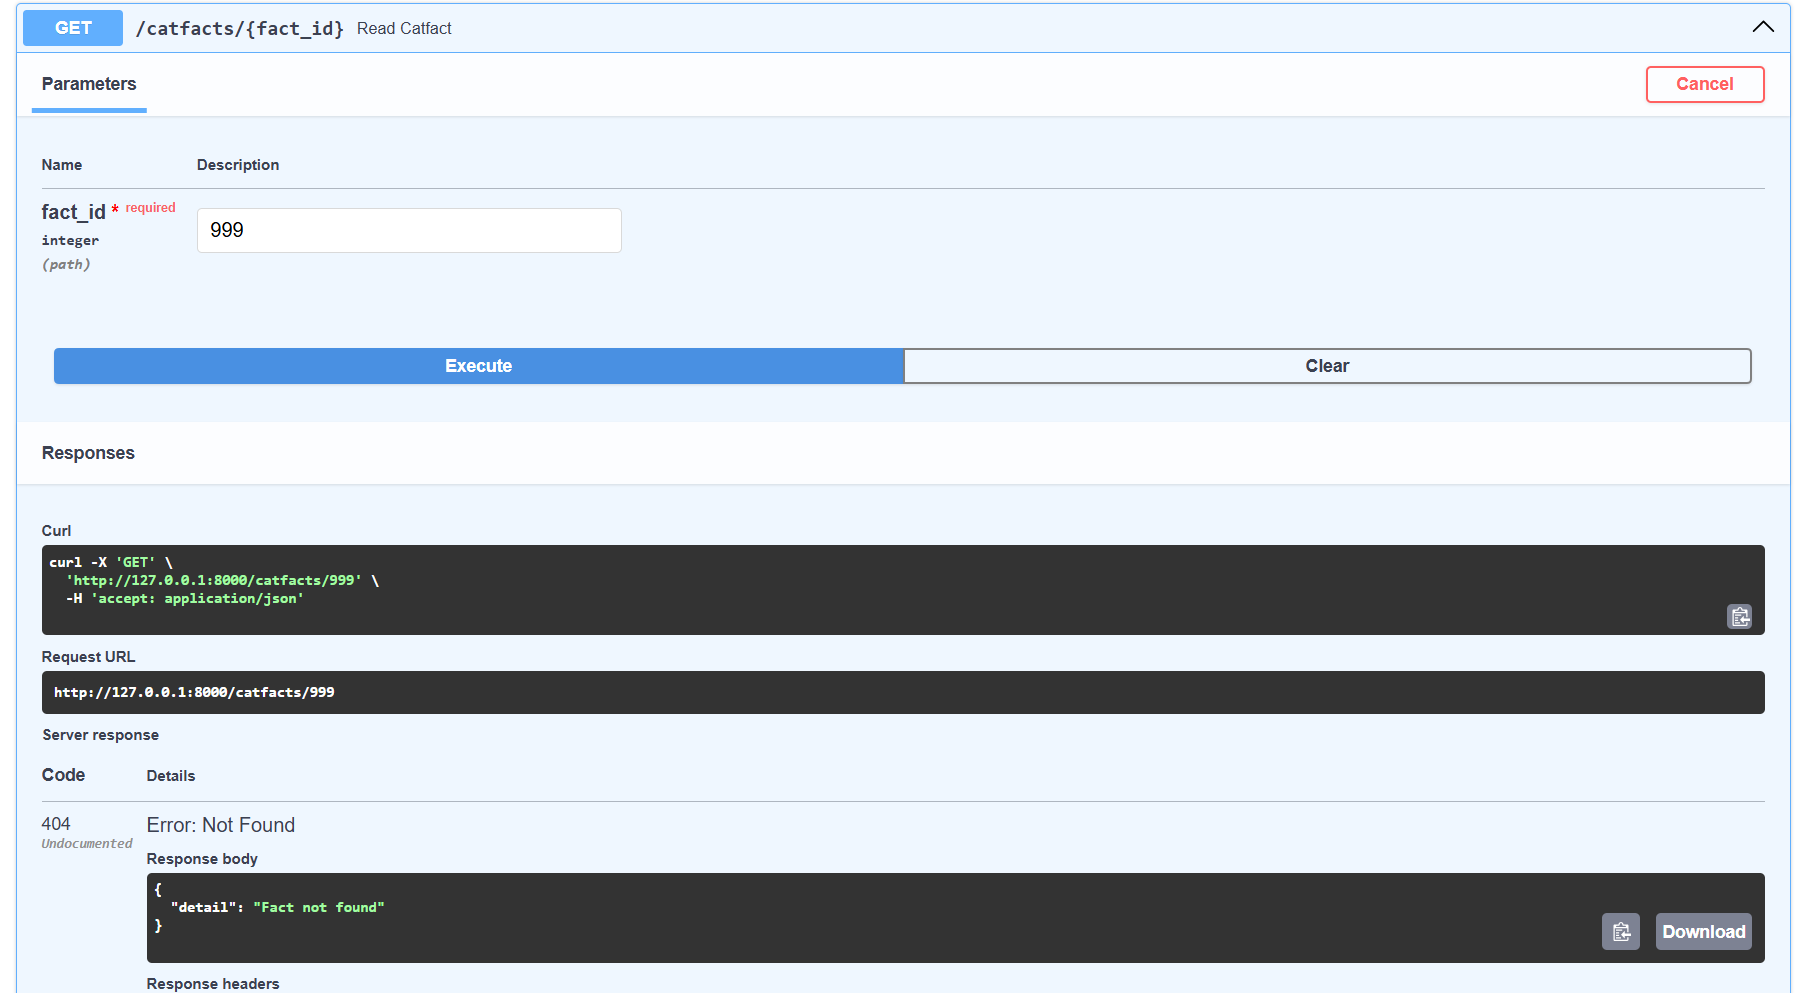 GET /catfacts/{fact_id} Read Catfact
Parameters
Cancel
Name Description
fact_id * required
integer
(path)
999
Execute
Clear
Responses
Curl
curl -X 'GET' \
  'http://127.0.0.1:8000/catfacts/999' \
  -H 'accept: application/json'
Request URL
http://127.0.0.1:8000/catfacts/999
Server response
Code Details
404
Undocumented
Error: Not Found
Response body
{
  "detail": "Fact not found"
}
Download
Response headers